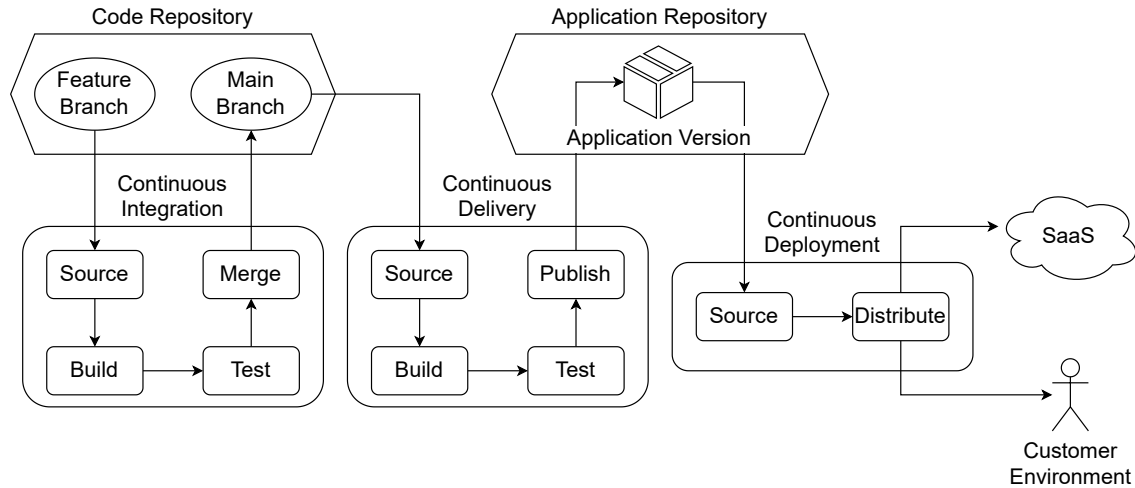 Code Repository
Application Repository
Feature
Branch
Main
Branch
Application Version
Continuous
Integration
Continuous
Delivery
Continuous
Deployment
Source
Merge
Build
Test
Source
Publish
Build
Test
Source
Distribute
SaaS
Customer
Environment